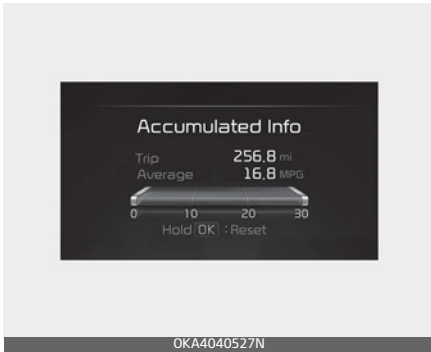 Accumulated Info
Trip 256.8 mi
Average 16.8 MPG
0 10 20 30
Hold OK : Reset
OKA4040527N